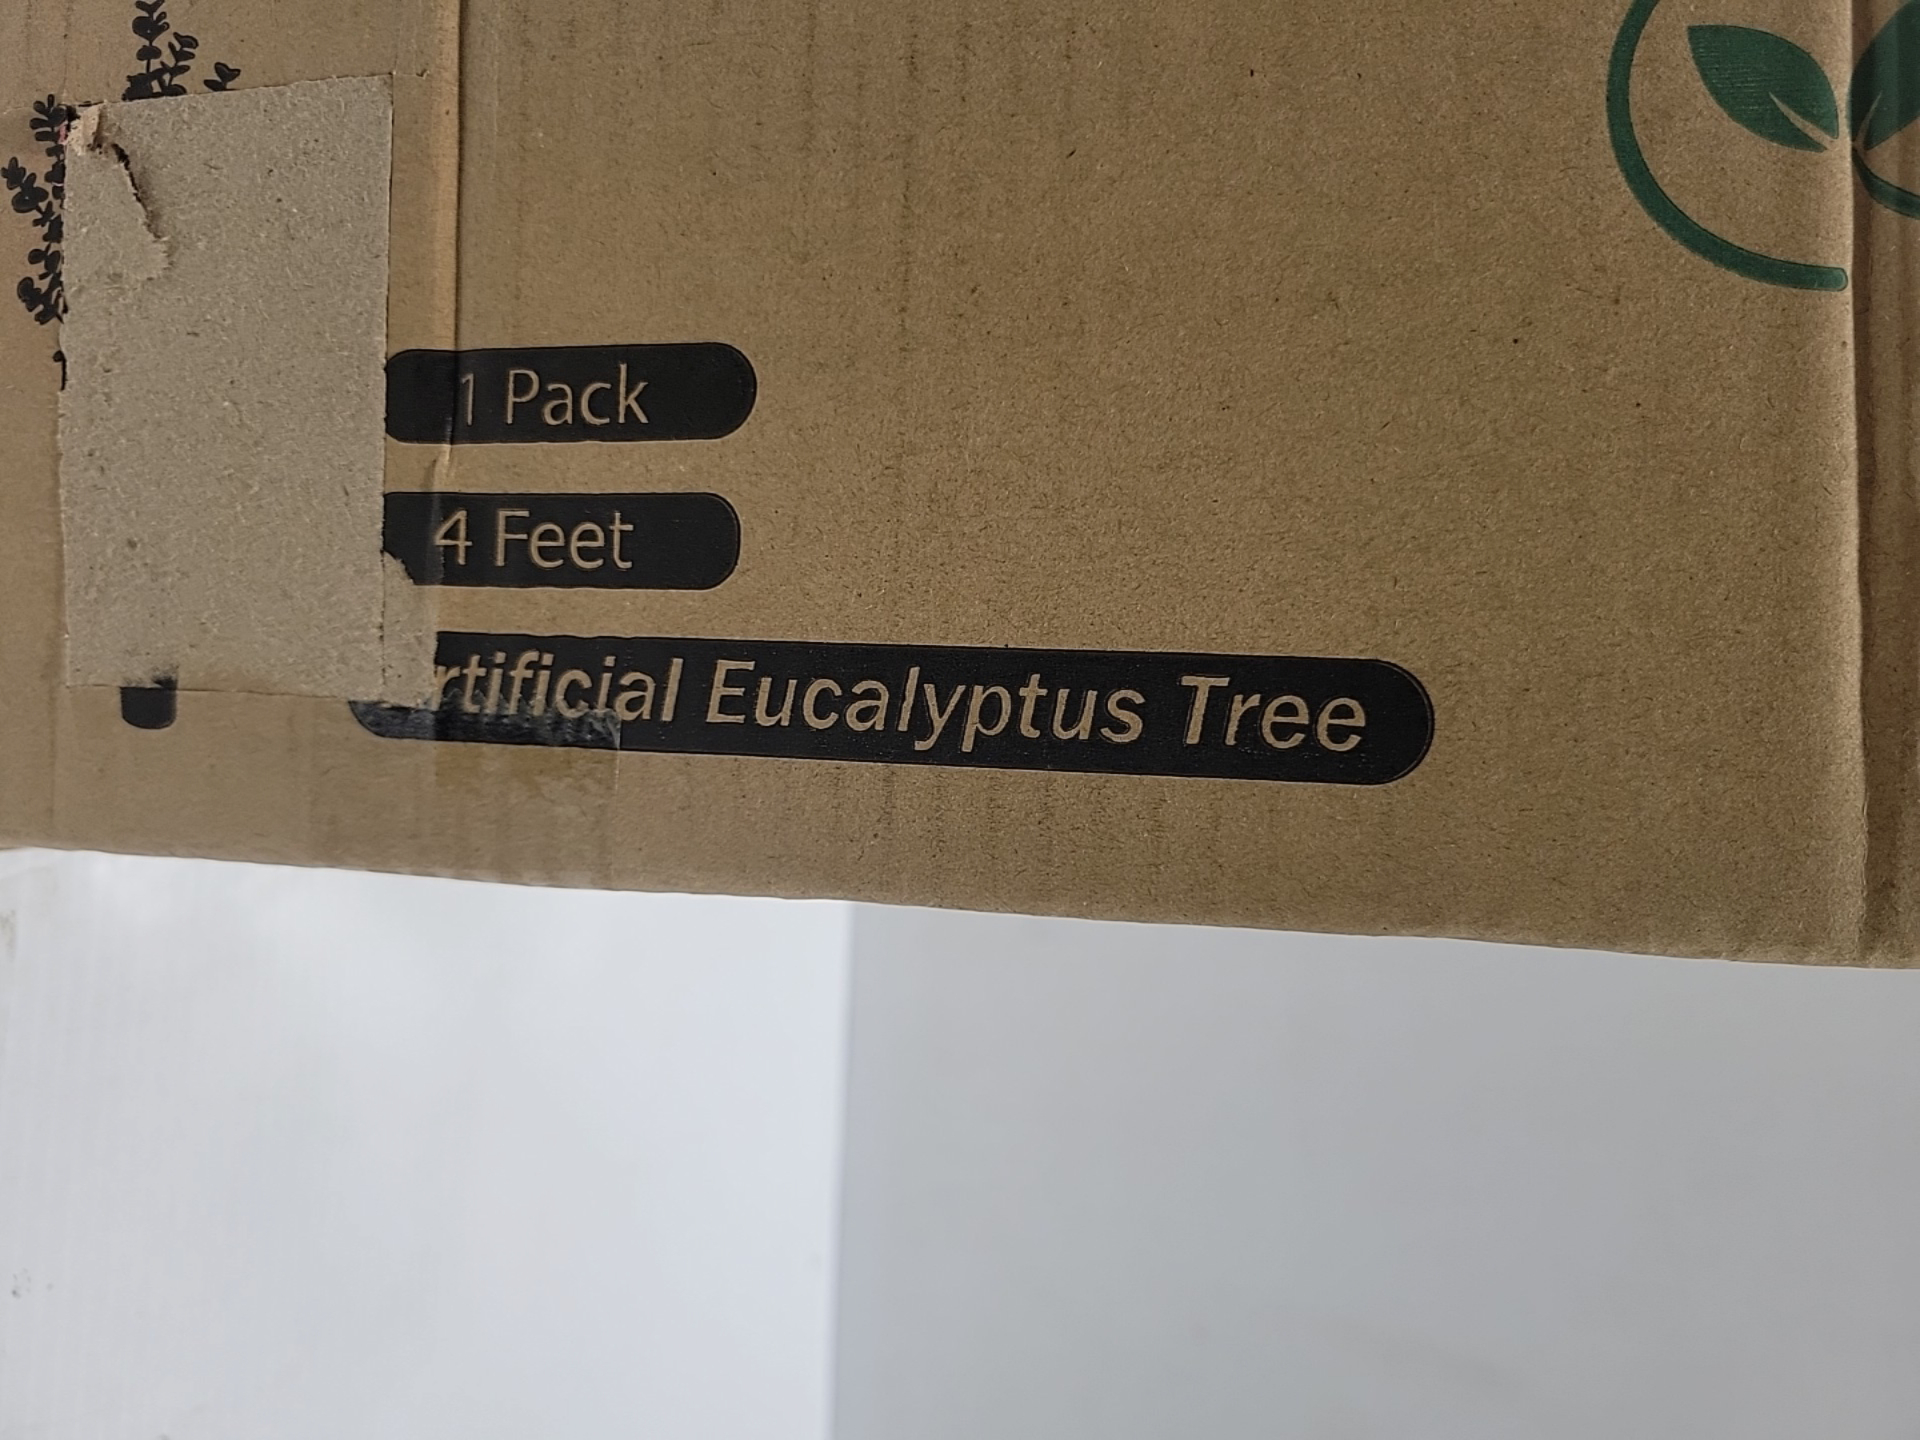 1 Pack
4 Feet
rtificial Eucalyptus Tree